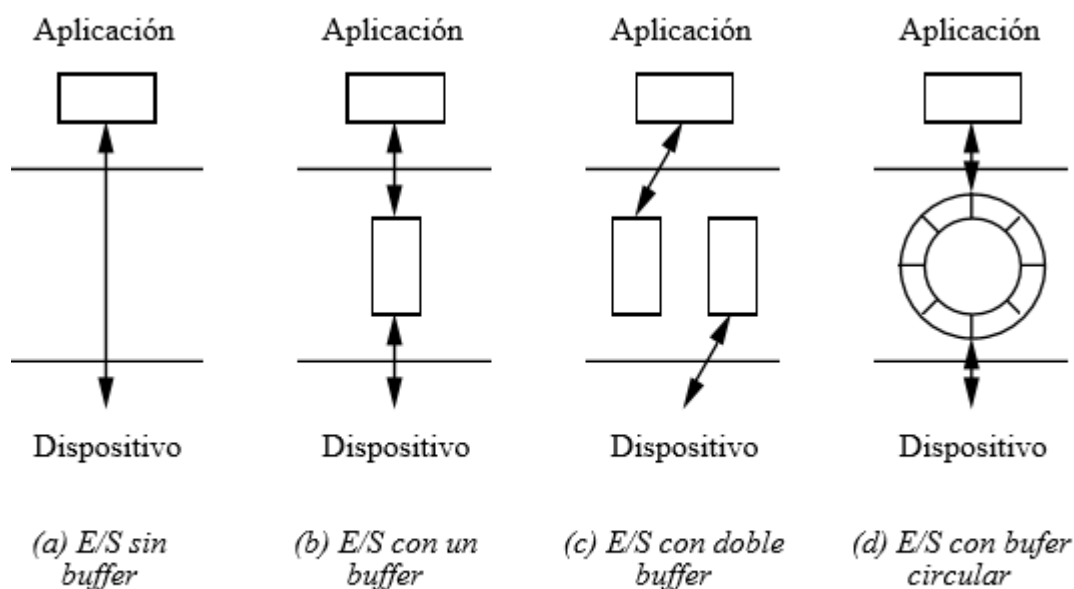 Aplicación
Aplicación
Aplicación
Aplicación
Dispositivo
Dispositivo
Dispositivo
Dispositivo
(a) E/S sin
buffer
(b) E/S con un
buffer
(c) E/S con doble
buffer
(d) E/S con bufer
circular